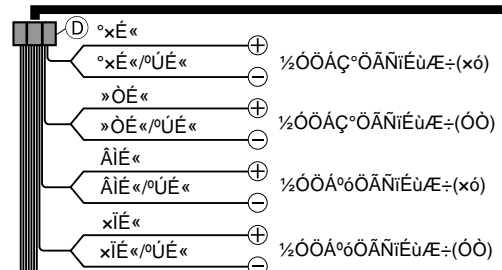 D
°×É« +
°×É«/ºÚÉ« −
½ÓÖÁÇ°ÖÃÑïÉùÆ÷(×ó)
»ÒÉ« +
»ÒÉ«/ºÚÉ« −
½ÓÖÁÇ°ÖÃÑïÉùÆ÷(ÓÒ)
ÂÌÉ« +
ÂÌÉ«/ºÚÉ« −
½ÓÖÁºóÖÃÑïÉùÆ÷(×ó)
×ÏÉ« +
×ÏÉ«/ºÚÉ« −
½ÓÖÁºóÖÃÑïÉùÆ÷(ÓÒ)